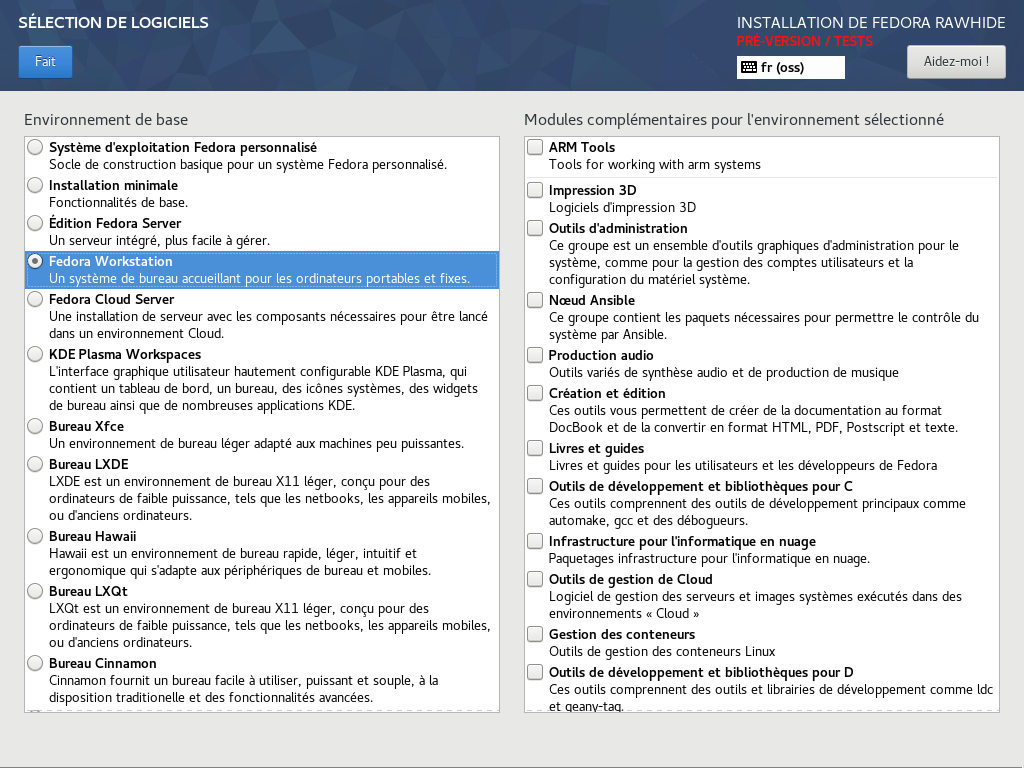 SÉLECTION DE LOGICIELS
INSTALLATION DE FEDORA RAWHIDE
PRÉ-VERSION / TESTS
Fait
fr (oss)
Aidez-moi !
Environnement de base
Système d'exploitation Fedora personnalisé
Socle de construction basique pour un système Fedora personnalisé.
Installation minimale
Fonctionnalités de base.
Édition Fedora Server
Un serveur intégré, plus facile à gérer.
Fedora Workstation
Un système de bureau accueillant pour les ordinateurs portables et fixes.
Fedora Cloud Server
Une installation de serveur avec les composants nécessaires pour être lancé
dans un environnement Cloud.
KDE Plasma Workspaces
L'interface graphique utilisateur hautement configurable KDE Plasma, qui
contient un tableau de bord, un bureau, des icônes systèmes, des widgets
de bureau ainsi que de nombreuses applications KDE.
Bureau Xfce
Un environnement de bureau léger adapté aux machines peu puissantes.
Bureau LXDE
LXDE est un environnement de bureau X11 léger, conçu pour des
ordinateurs de faible puissance, tels que les netbooks, les appareils mobiles,
ou d'anciens ordinateurs.
Bureau Hawaii
Hawaii est un environnement de bureau rapide, léger, intuitif et
ergonomique qui s'adapte aux périphériques de bureau et mobiles.
Bureau LXQt
LXQt est un environnement de bureau X11 léger, conçu pour des
ordinateurs de faible puissance, tels que les netbooks, les appareils mobiles,
ou d'anciens ordinateurs.
Bureau Cinnamon
Cinnamon fournit un bureau facile à utiliser, puissant et souple, à la
disposition traditionelle et des fonctionnalités avancées.
Modules complémentaires pour l'environnement sélectionné
ARM Tools
Tools for working with arm systems
Impression 3D
Logiciels d'impression 3D
Outils d'administration
Ce groupe est un ensemble d'outils graphiques d'administration pour le
système, comme pour la gestion des comptes utilisateurs et la
configuration du matériel système.
Nœud Ansible
Ce groupe contient les paquets nécessaires pour permettre le contrôle du
système par Ansible.
Production audio
Outils variés de synthèse audio et de production de musique
Création et édition
Ces outils vous permettent de créer de la documentation au format
DocBook et de la convertir en format HTML, PDF, Postscript et texte.
Livres et guides
Livres et guides pour les utilisateurs et les développeurs de Fedora
Outils de développement et bibliothèques pour C
Ces outils comprennent des outils de développement principaux comme
automake, gcc et des débogueurs.
Infrastructure pour l'informatique en nuage
Paquetages infrastructure pour l'informatique en nuage.
Outils de gestion de Cloud
Logiciel de gestion des serveurs et images systèmes exécutés dans des
environnements « Cloud »
Gestion des conteneurs
Outils de gestion des conteneurs Linux
Outils de développement et bibliothèques pour D
Ces outils comprennent des outils et librairies de développement comme ldc
et geany-tag.